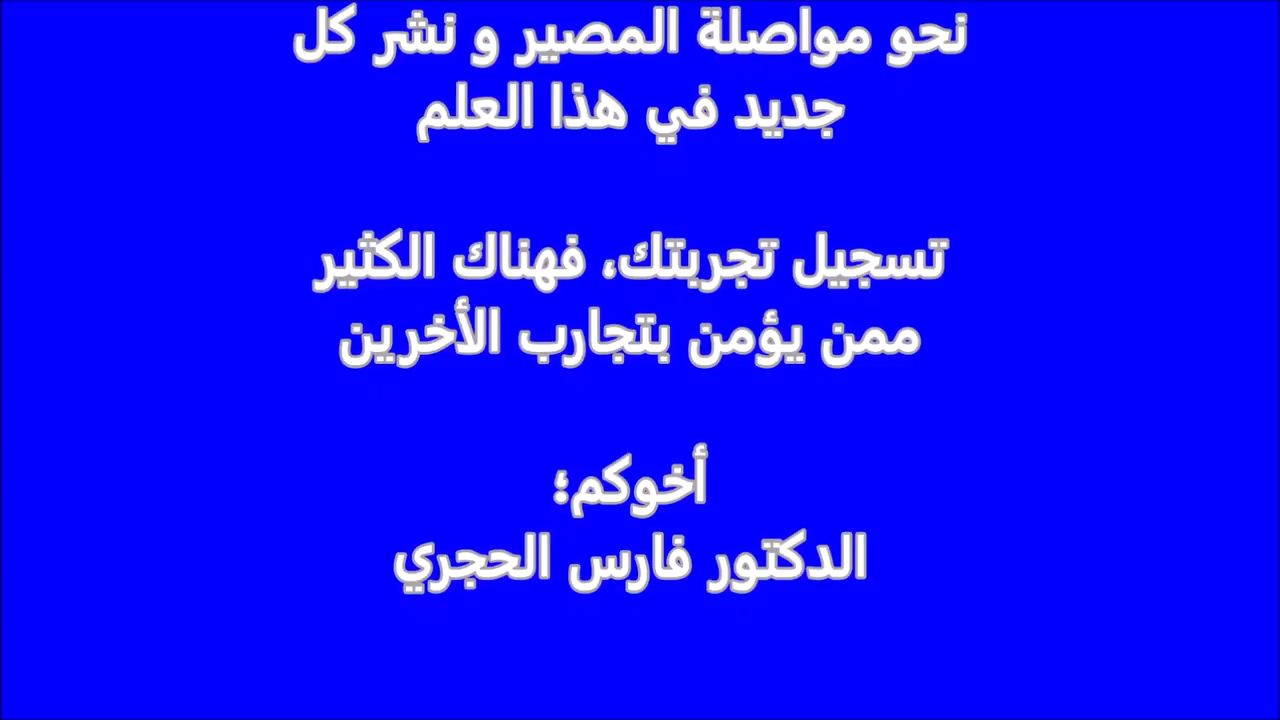 نحو مواصلة المصير و نشر كل
جديد في هذا العلم
تسجيل تجربتك، فهناك الكثير
ممن يؤمن بتجارب الأخرين
أخوكم؛
الدكتور فارس الحجري